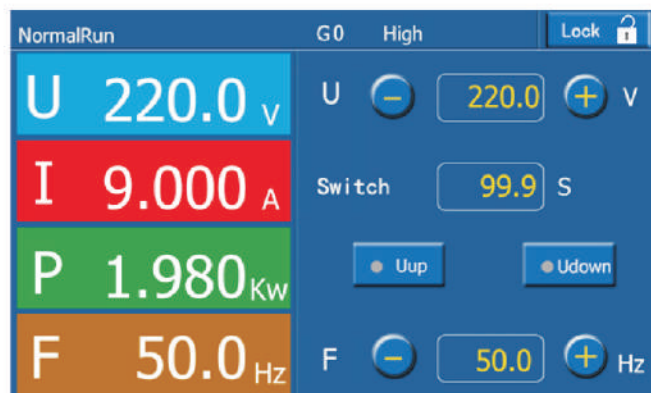 NormalRun G0 High Lock
U 220.0 V
I 9.000 A
P 1.980 Kw
F 50.0 Hz
U − 220.0 + V
Switch 99.9 S
Uup Udown
F − 50.0 + Hz